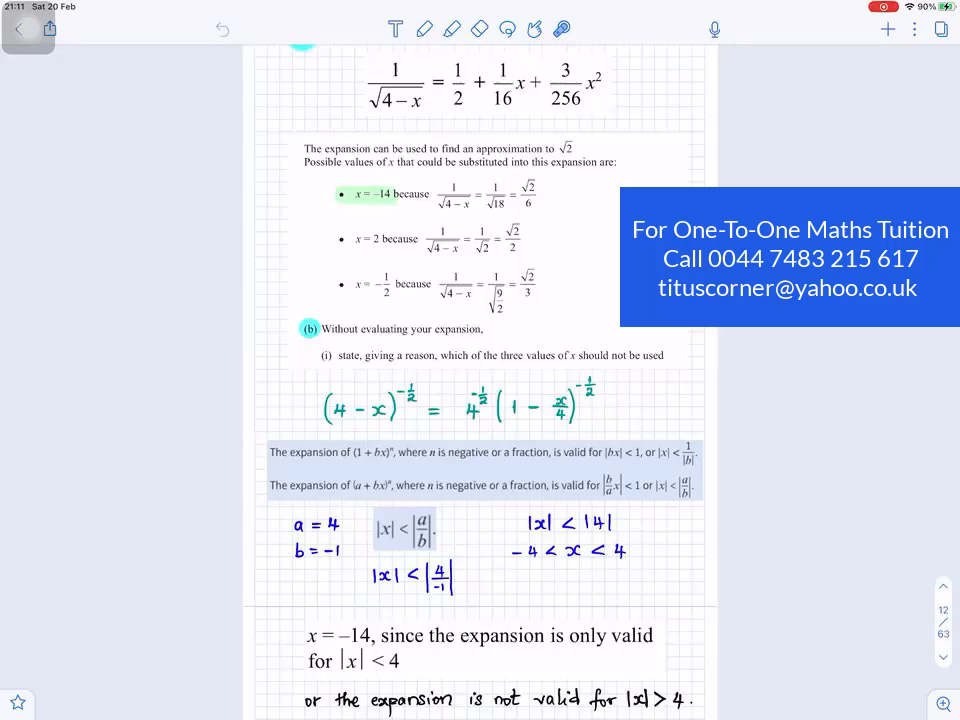 21:11 Sat 20 Feb
90%
T
1/√(4 − x) = 1/2 + 1/16 x + 3/256 x²
The expansion can be used to find an approximation to √2
Possible values of x that could be substituted into this expansion are:
• x = −14 because 1/√(4 − x) = 1/√18 = √2/6
• x = 2 because 1/√(4 − x) = 1/√2 = √2/2
• x = −1/2 because 1/√(4 − x) = 1/√(9/2) = √2/3
For One-To-One Maths Tuition
Call 0044 7483 215 617
tituscorner@yahoo.co.uk
(b) Without evaluating your expansion,
(i) state, giving a reason, which of the three values of x should not be used
(4 − x)^(−1/2) = 4^(−1/2) (1 − x/4)^(−1/2)
The expansion of (1 + bx)ⁿ, where n is negative or a fraction, is valid for |bx| < 1, or |x| < 1/|b|.
The expansion of (a + bx)ⁿ, where n is negative or a fraction, is valid for |b/a x| < 1 or |x| < |a/b|.
a = 4
b = −1
|x| < |a/b|.
|x| < |4/−1|
|x| < |4|
−4 < x < 4
12
/
63
x = −14, since the expansion is only valid
for |x| < 4
or the expansion is not valid for |x| > 4.